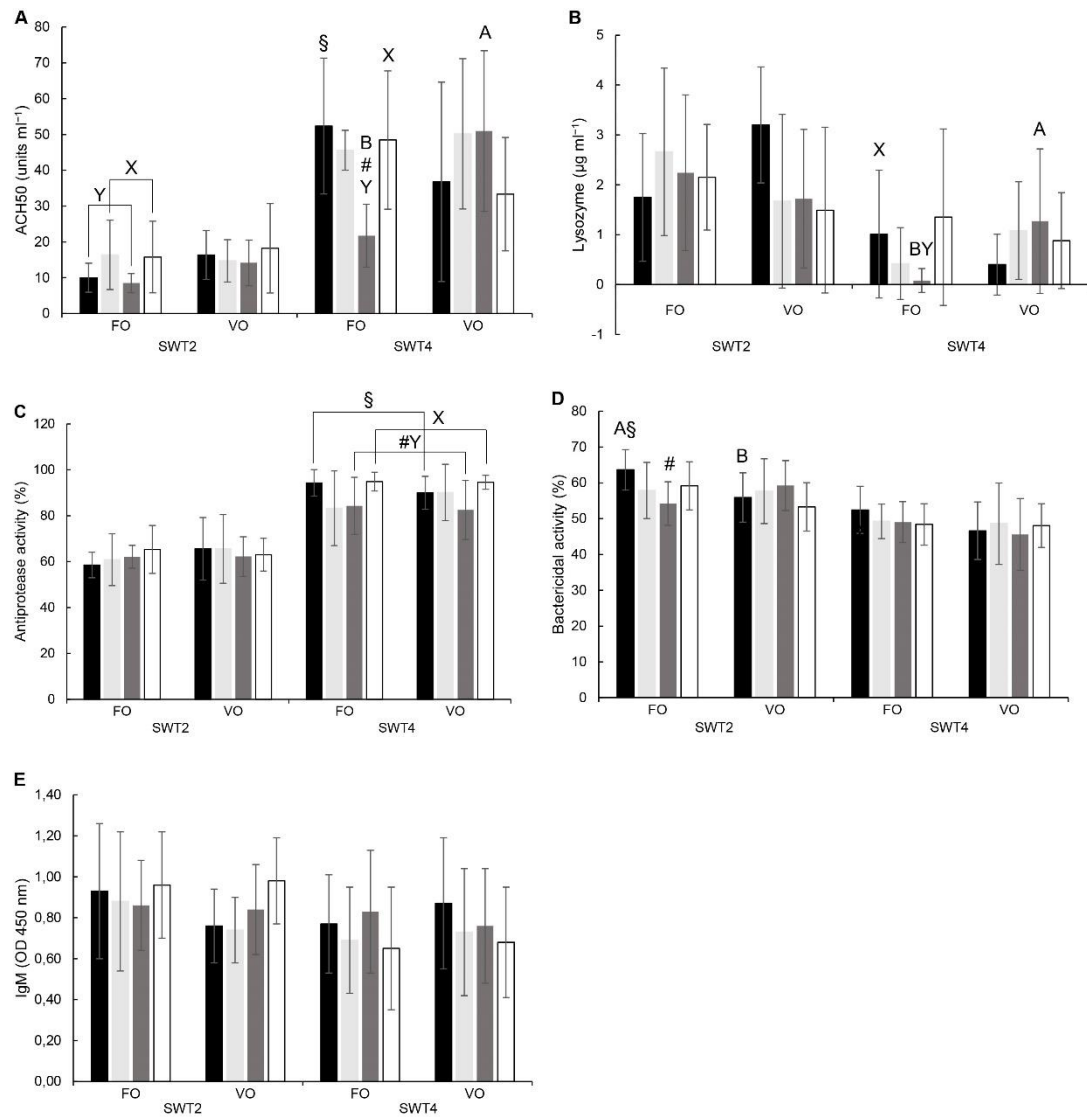 A
ACH50 (units ml⁻¹)
80
70
60
50
40
30
20
10
0
Y
X
§
B
#
Y
X
A
FO
VO
FO
VO
SWT2
SWT4
B
Lysozyme (µg ml⁻¹)
5
4
3
2
1
0
-1
X
BY
A
FO
VO
FO
VO
SWT2
SWT4
C
Antiprotease activity (%)
120
100
80
60
40
20
0
§
X
#Y
FO
VO
FO
VO
SWT2
SWT4
D
Bactericidal activity (%)
80
70
60
50
40
30
20
10
0
A§
#
B
FO
VO
FO
VO
SWT2
SWT4
E
IgM (OD 450 nm)
1,40
1,20
1,00
0,80
0,60
0,40
0,20
0,00
FO
VO
FO
VO
SWT2
SWT4